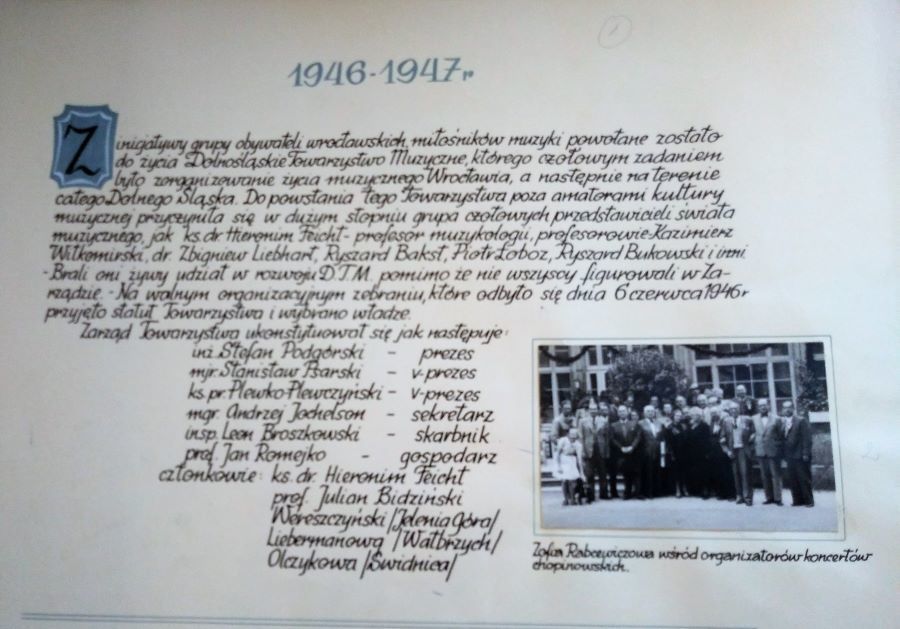 1
1946-1947r
Z inicjatywy grupy obywateli wrocławskich, miłośników muzyki powołane zostało
do życia Dolnośląskie Towarzystwo Muzyczne, którego czołowym zadaniem
było zorganizowanie życia muzycznego Wrocławia, a następnie na terenie
całego Dolnego Śląska. Do powstania tego Towarzystwa poza amatorami kultury
muzycznej przyczyniła się w dużym stopniu grupa czołowych przedstawicieli świata
muzycznego, jak ks. dr. Hieronim Feicht - profesor muzykologii, profesorowie: Kazimierz
Wiłkomirski, dr. Zbigniew Liebhart, Ryszard Bakst, Piotr Łoboz, Ryszard Bukowski i inni.
- Brali oni żywy udział w rozwoju D.T.M. pomimo że nie wszyscy figurowali w Za-
rządzie. - Na walnym organizacyjnym zebraniu, które odbyło się dnia 6 czerwca 1946r
przyjęto statut Towarzystwa i wybrano władze.
Zarząd Towarzystwa ukonstytuował się jak następuje:
inż. Stefan Podgórski - prezes
mjr. Stanisław Psarski - v-prezes
ks. pr. Plewko-Plewczyński - v-prezes
mgr. Andrzej Jochelson - sekretarz
insp. Leon Broszkowski - skarbnik
prof. Jan Romejko - gospodarz
członkowie: ks. dr. Hieronim Feicht
prof. Julian Bidziński
Wereszczyński /Jelenia Góra/
Liebermanowa /Wałbrzych/
Olczykowa /Świdnica/
Zofia Rabcewiczowa wśród organizatorów koncertów
chopinowskich.